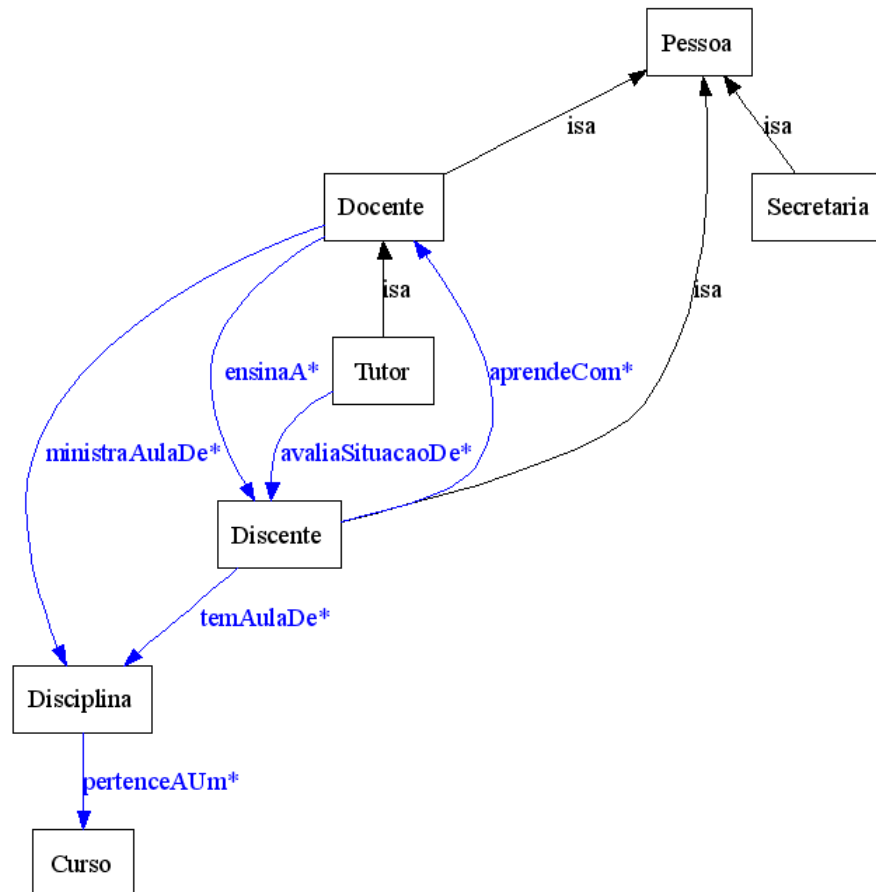 Pessoa
isa
isa
Docente
Secretaria
isa
isa
ensinaA*
Tutor
aprendeCom*
ministraAulaDe*
avaliaSituacaoDe*
Discente
temAulaDe*
Disciplina
pertenceAUm*
Curso